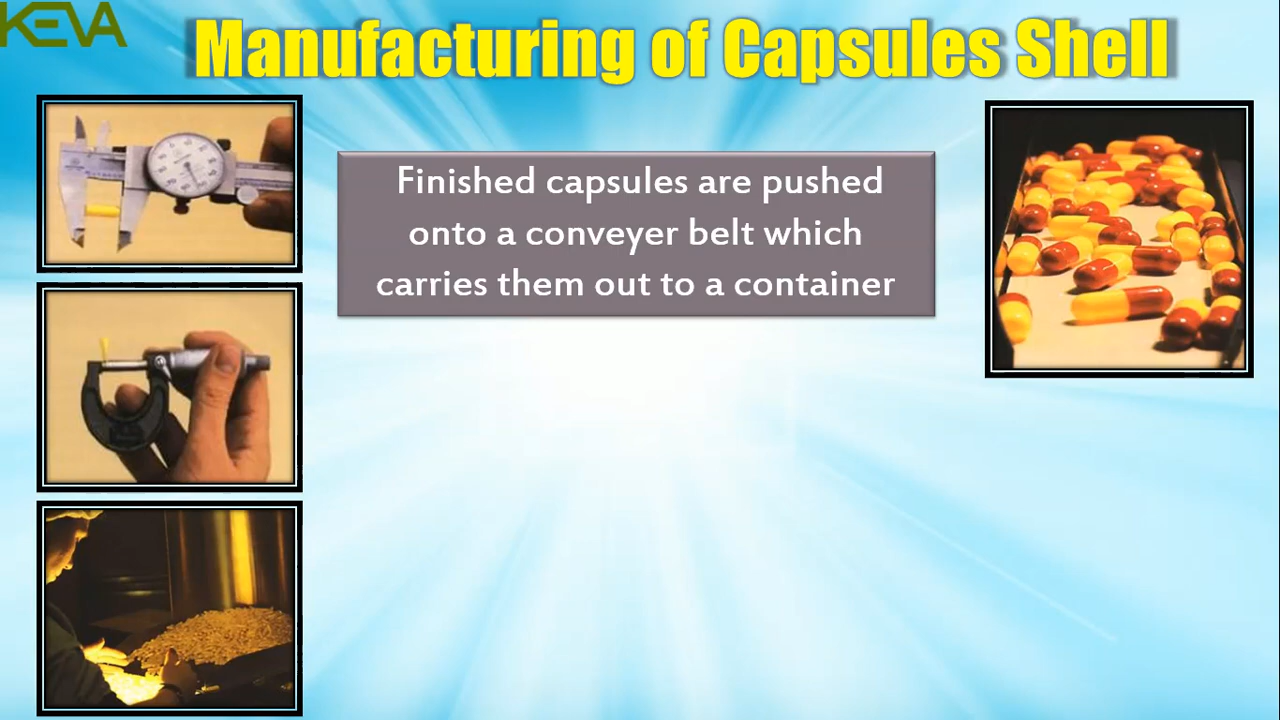 KEVA
Manufacturing of Capsules Shell
Finished capsules are pushed
onto a conveyer belt which
carries them out to a container